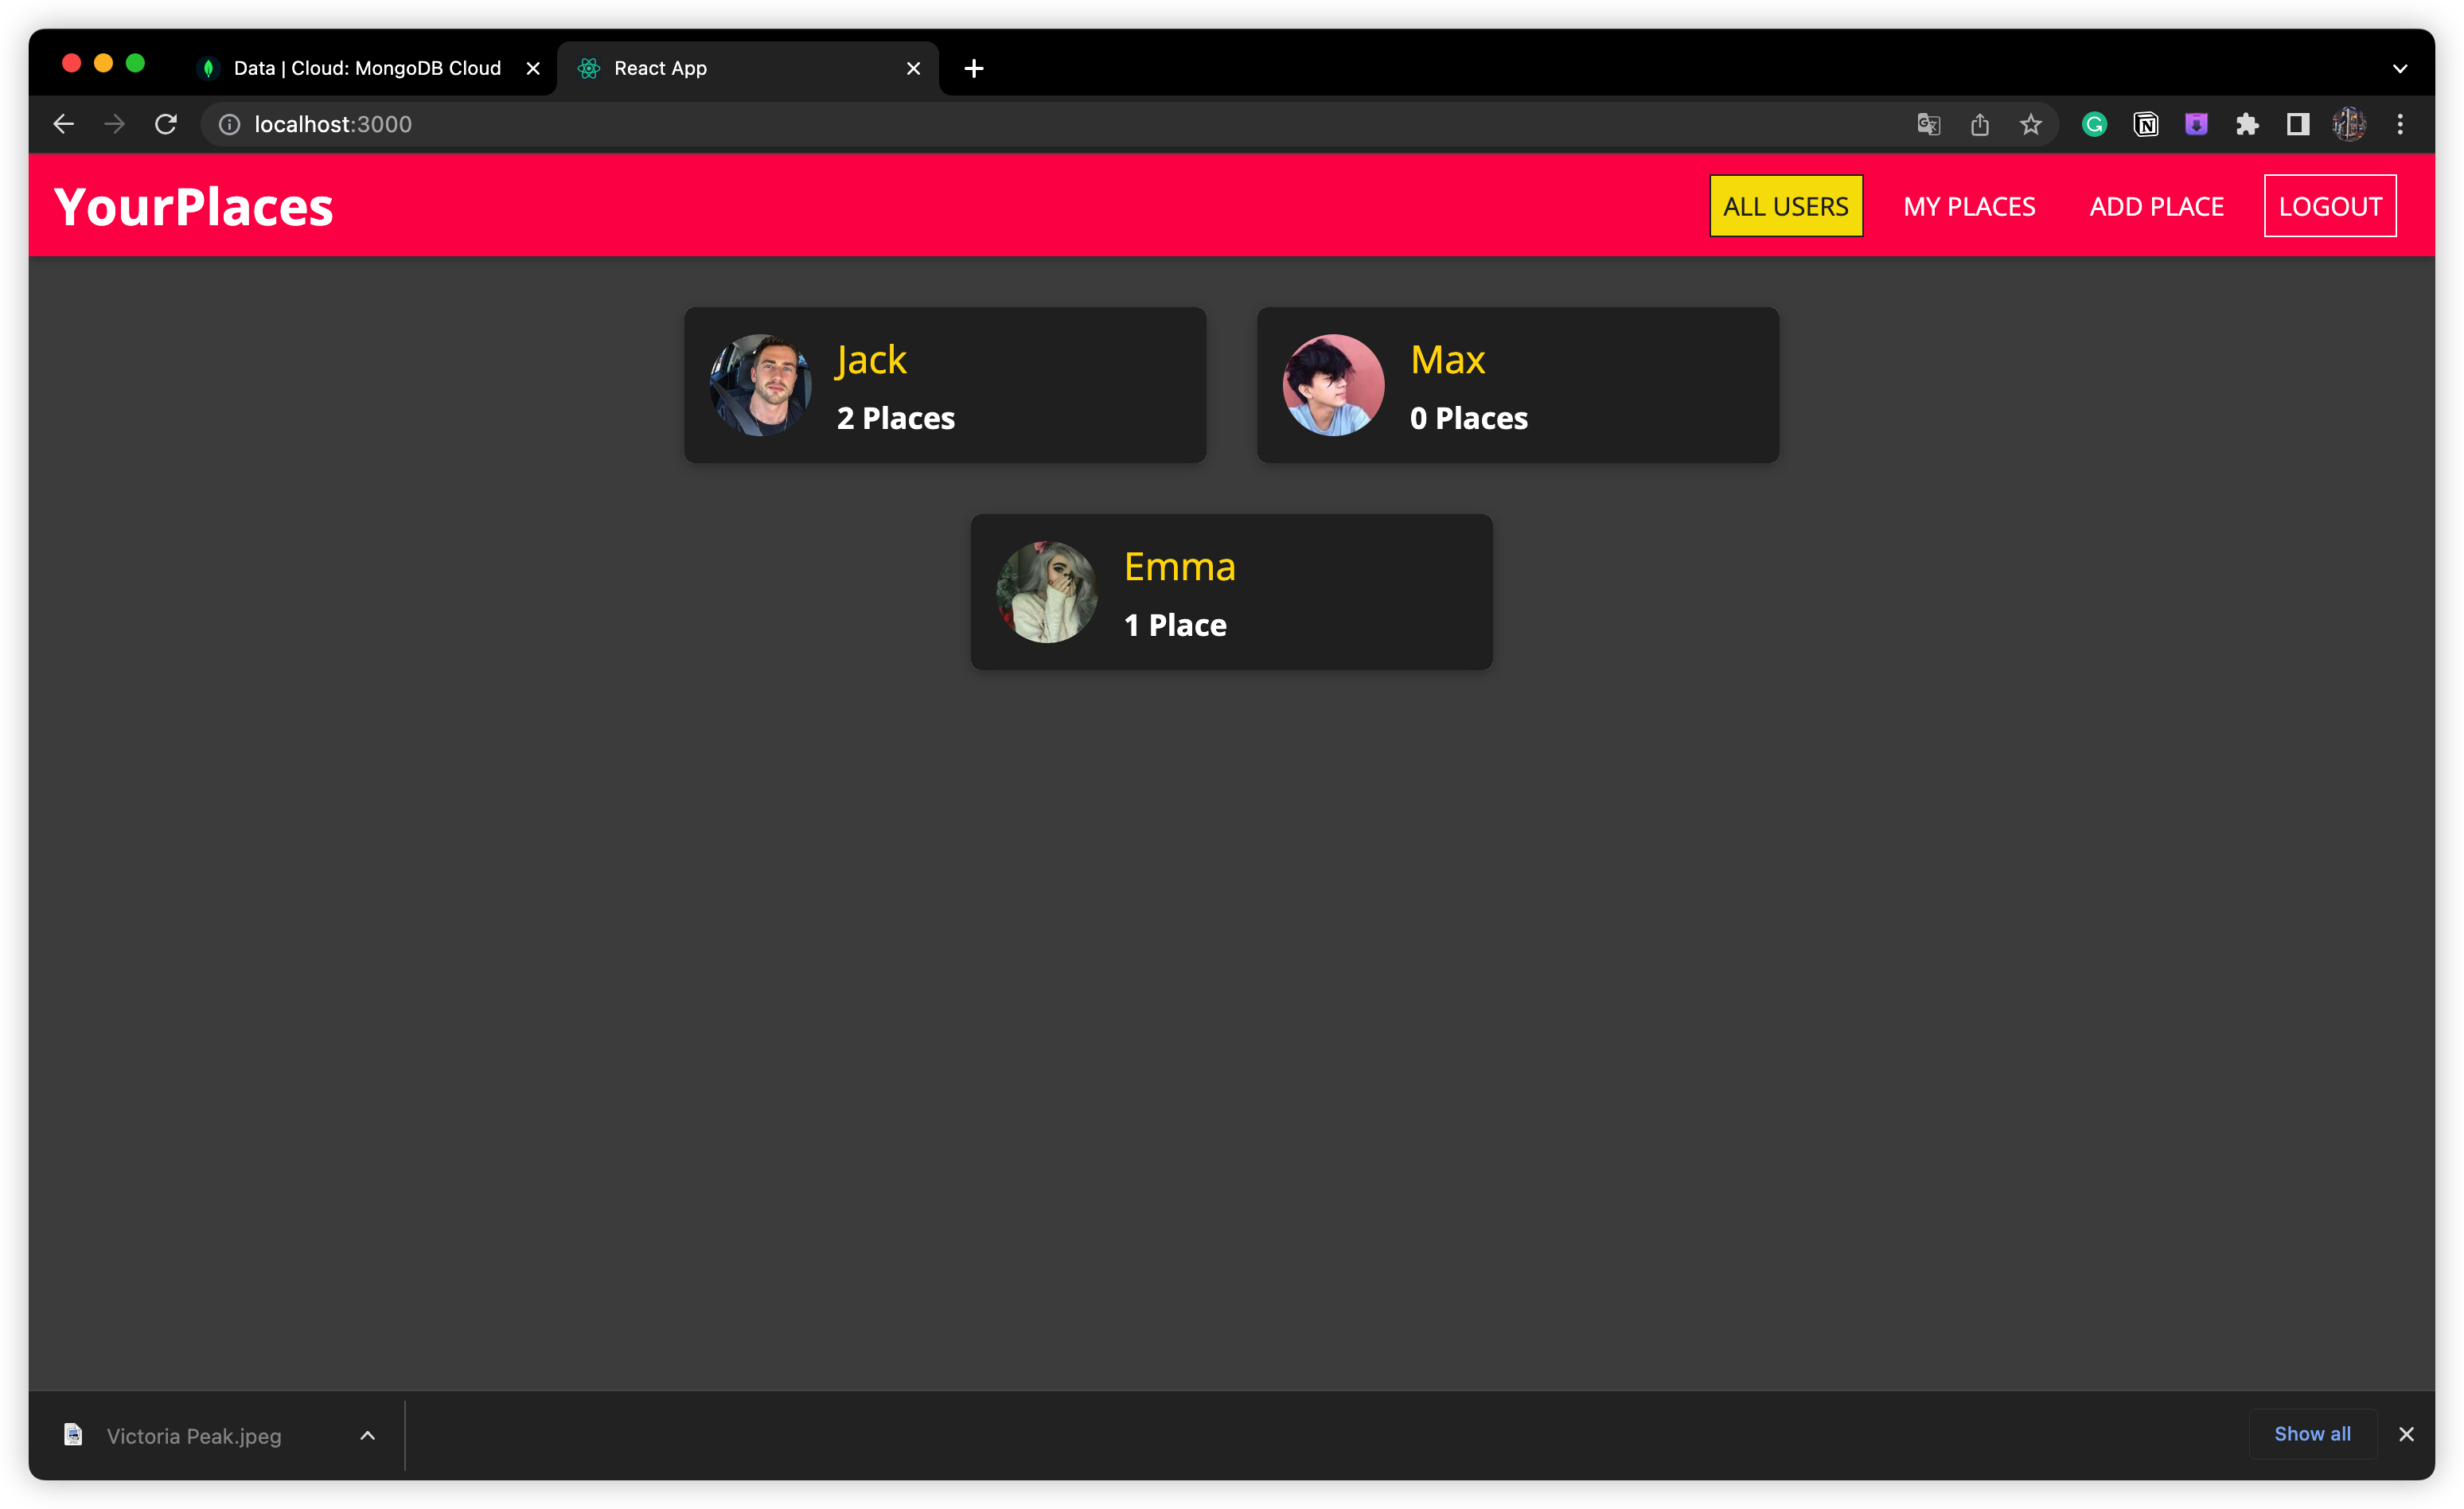 Data | Cloud: MongoDB Cloud
React App
localhost:3000
YourPlaces
ALL USERS
MY PLACES
ADD PLACE
LOGOUT
Jack
2 Places
Max
0 Places
Emma
1 Place
Victoria Peak.jpeg
Show all